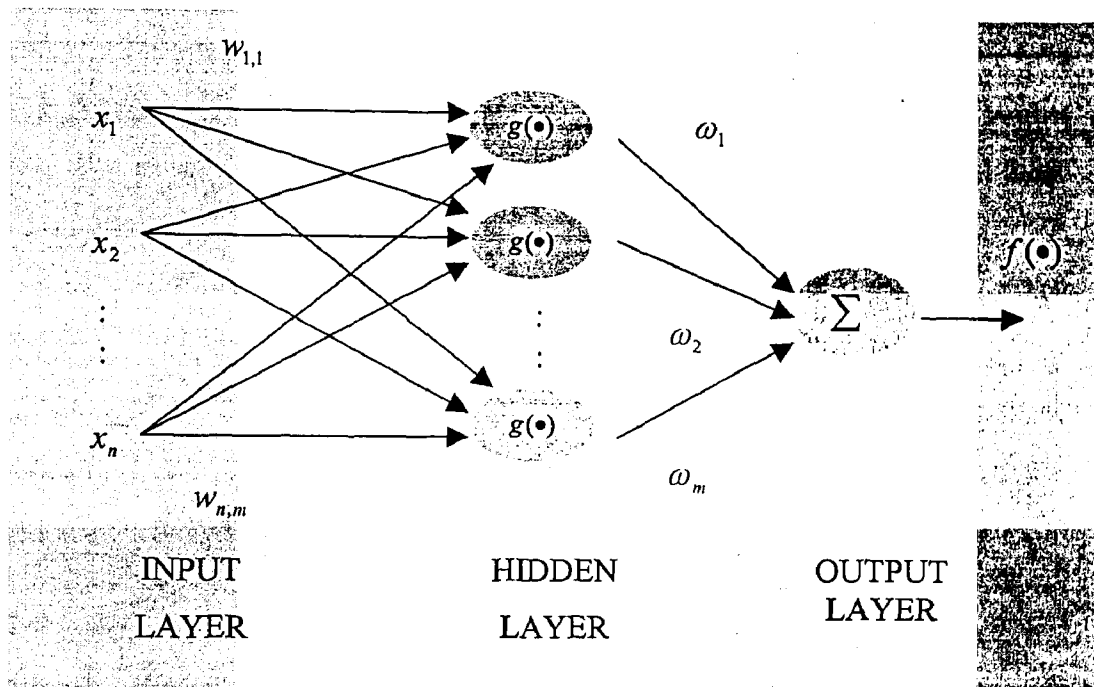 w₁,₁
x₁
g(•)
ω₁
x₂
g(•)
f(•)
Σ
ω₂
g(•)
xₙ
ωₘ
wₙ,ₘ
INPUT
LAYER
HIDDEN
LAYER
OUTPUT
LAYER